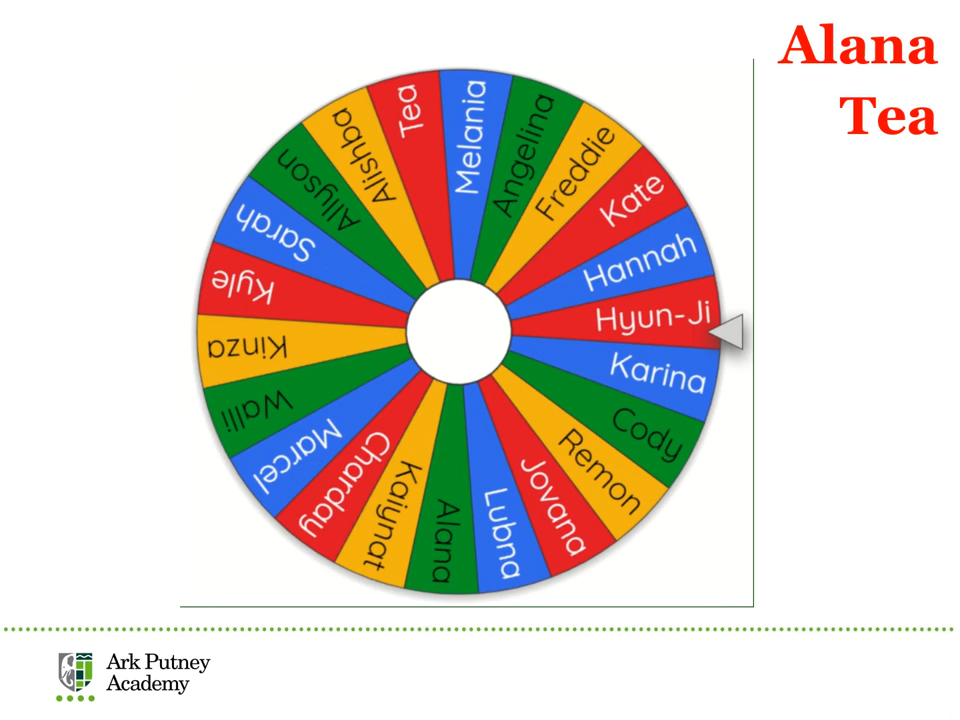 Alana
Tea
Melania
Angelina
Freddie
Kate
Hannah
Hyun-Ji
Karina
Cody
Remon
Jovana
Lubna
Alana
Kaiynat
Charday
Marcel
Walli
Kinza
Kyle
Sarah
Allyson
Alishba
Tea
Ark Putney
Academy